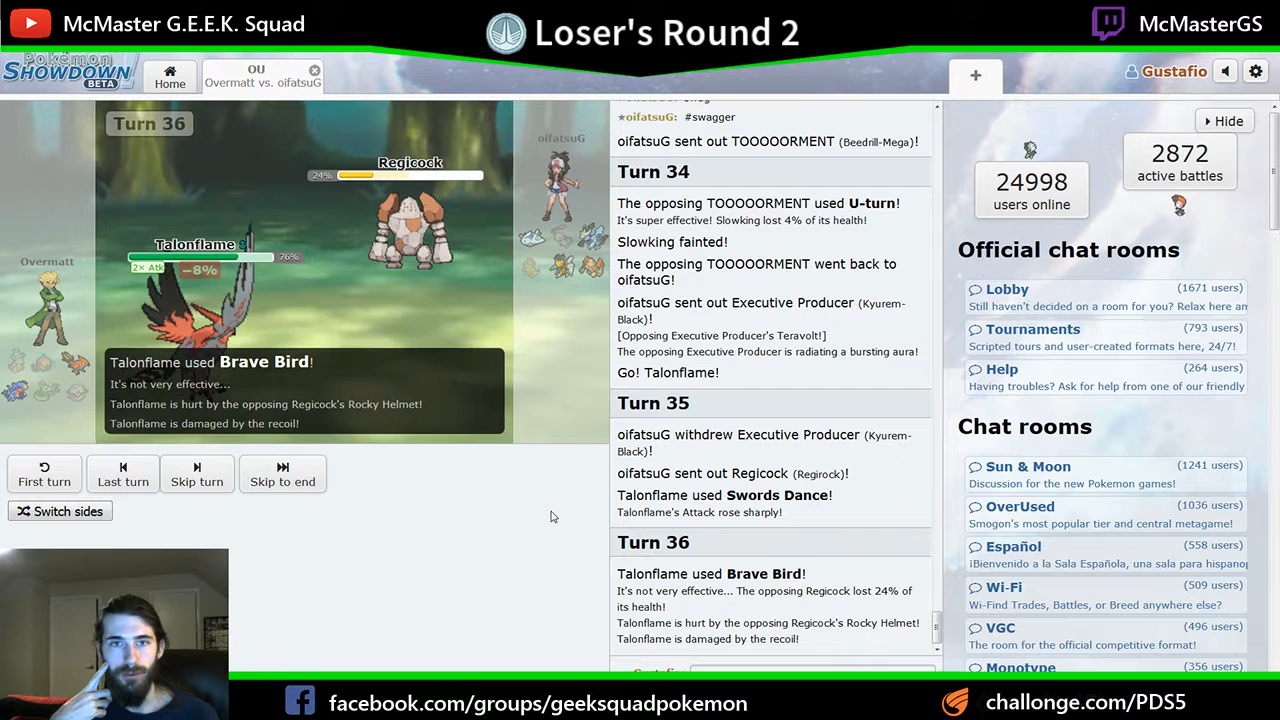 McMaster G.E.E.K. Squad
Loser's Round 2
McMasterGS
Pokémon
SHOWDOWN
BETA
Home
OU
Overmatt vs. oifatsuG
+
Gustafio
Turn 36
oifatsuG
Regicock
24%
Talonflame
76%
2× Atk
−8%
Overmatt
Talonflame used Brave Bird!
It's not very effective...
Talonflame is hurt by the opposing Regicock's Rocky Helmet!
Talonflame is damaged by the recoil!
First turn
Last turn
Skip turn
Skip to end
Switch sides
★oifatsuG: #swagger
oifatsuG sent out TOOOOORMENT (Beedrill-Mega)!
Turn 34
The opposing TOOOOORMENT used U-turn!
It's super effective! Slowking lost 4% of its health!
Slowking fainted!
The opposing TOOOOORMENT went back to
oifatsuG!
oifatsuG sent out Executive Producer (Kyurem-
Black)!
[Opposing Executive Producer's Teravolt!]
The opposing Executive Producer is radiating a bursting aura!
Go! Talonflame!
Turn 35
oifatsuG withdrew Executive Producer (Kyurem-
Black)!
oifatsuG sent out Regicock (Regirock)!
Talonflame used Swords Dance!
Talonflame's Attack rose sharply!
Turn 36
Talonflame used Brave Bird!
It's not very effective... The opposing Regicock lost 24% of
its health!
Talonflame is hurt by the opposing Regicock's Rocky Helmet!
Talonflame is damaged by the recoil!
Hide
24998
users online
2872
active battles
Official chat rooms
Lobby (1671 users)
Still haven't decided on a room for you? Relax here an
Tournaments (793 users)
Scripted tours and user-created formats here, 24/7!
Help (264 users)
Having troubles? Ask for help from one of our friendly
Chat rooms
Sun & Moon (1241 users)
Discussion for the new Pokemon games!
OverUsed (1036 users)
Smogon's most popular tier and central metagame!
Español (558 users)
¡Bienvenido a la Sala Española, una sala para hispanop
Wi-Fi (509 users)
Wi-Find Trades, Battles, or Breed anywhere else?
VGC (496 users)
The room for the official competitive format!
Monotype (356 users)
facebook.com/groups/geeksquadpokemon
challonge.com/PDS5